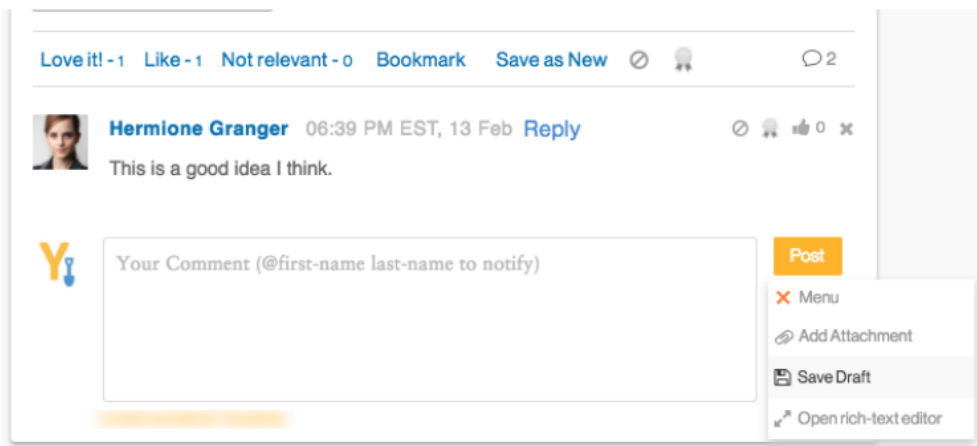 Love it! - 1 Like - 1 Not relevant - 0 Bookmark Save as New 2
Hermione Granger 06:39 PM EST, 13 Feb Reply 0
This is a good idea I think.
Y
Your Comment (@first-name last-name to notify)
Post
Menu
Add Attachment
Save Draft
Open rich-text editor